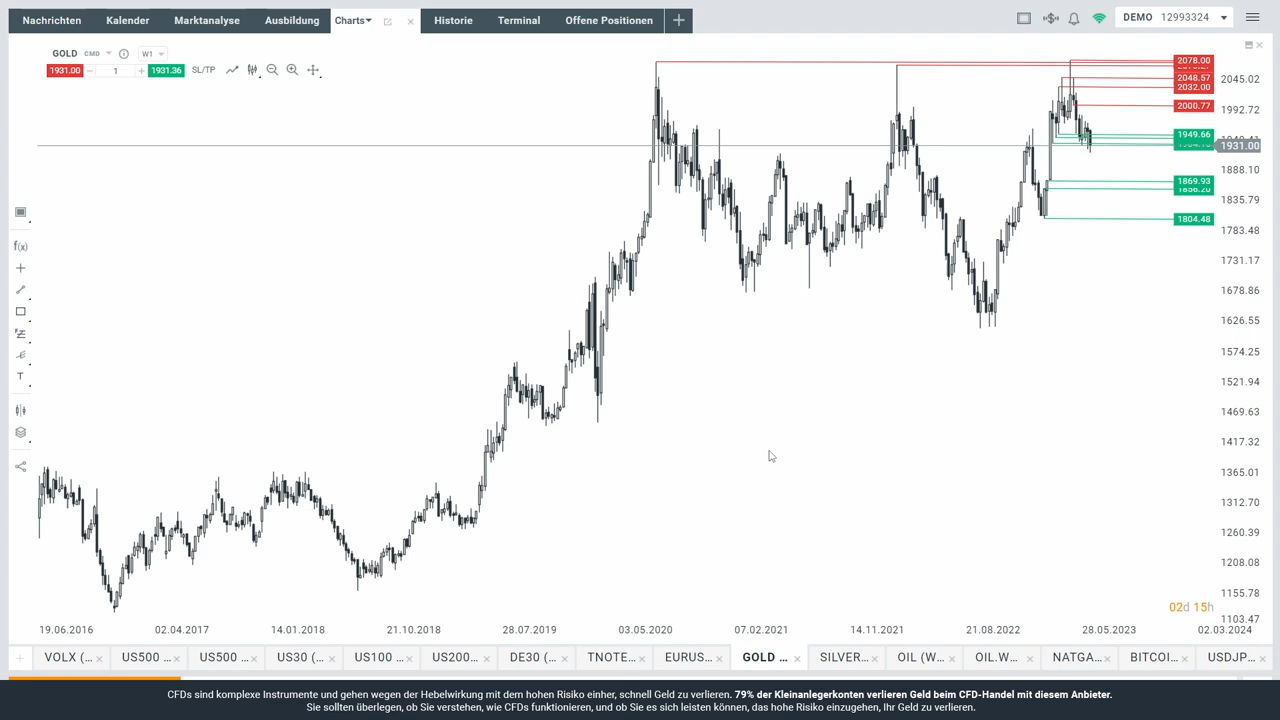 Nachrichten Kalender Marktanalyse Ausbildung Charts Historie Terminal Offene Positionen DEMO 12993324
GOLD CMD W1
1931.00 1 1931.36 SL/TP
2078.00
2048.57
2032.00
2000.77
1949.66
1869.93
1856.20
1804.48
2045.02
1992.72
1931.00
1888.10
1835.79
1783.48
1731.17
1678.86
1626.55
1574.25
1521.94
1469.63
1417.32
1365.01
1312.70
1260.39
1208.08
1155.78
1103.47
f(x)
T
02d 15h
19.06.2016 02.04.2017 14.01.2018 21.10.2018 28.07.2019 03.05.2020 07.02.2021 14.11.2021 21.08.2022 28.05.2023 02.03.2024
VOLX (... US500 ... US500 ... US30 (... US100 ... US200... DE30 (... TNOTE... EURUS... GOLD ... SILVER... OIL (W... OIL.W... NATGA... BITCOI... USDJP...
CFDs sind komplexe Instrumente und gehen wegen der Hebelwirkung mit dem hohen Risiko einher, schnell Geld zu verlieren. 79% der Kleinanlegerkonten verlieren Geld beim CFD-Handel mit diesem Anbieter.
Sie sollten überlegen, ob Sie verstehen, wie CFDs funktionieren, und ob Sie es sich leisten können, das hohe Risiko einzugehen, Ihr Geld zu verlieren.